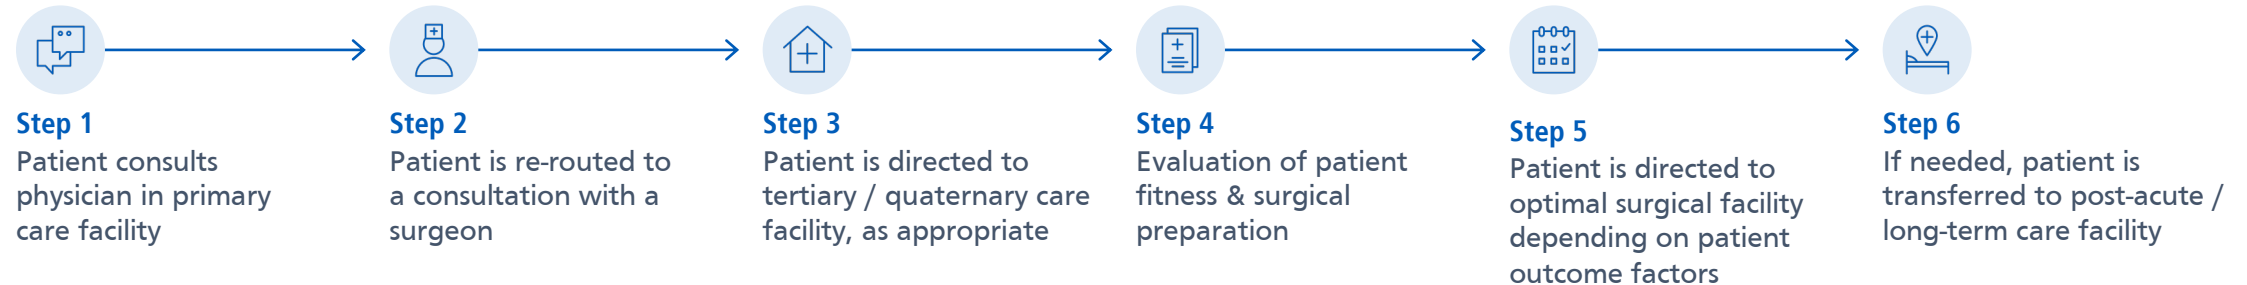 Step 1
Patient consults
physician in primary
care facility
Step 2
Patient is re-routed to
a consultation with a
surgeon
Step 3
Patient is directed to
tertiary / quaternary care
facility, as appropriate
Step 4
Evaluation of patient
fitness & surgical
preparation
Step 5
Patient is directed to
optimal surgical facility
depending on patient
outcome factors
Step 6
If needed, patient is
transferred to post-acute /
long-term care facility